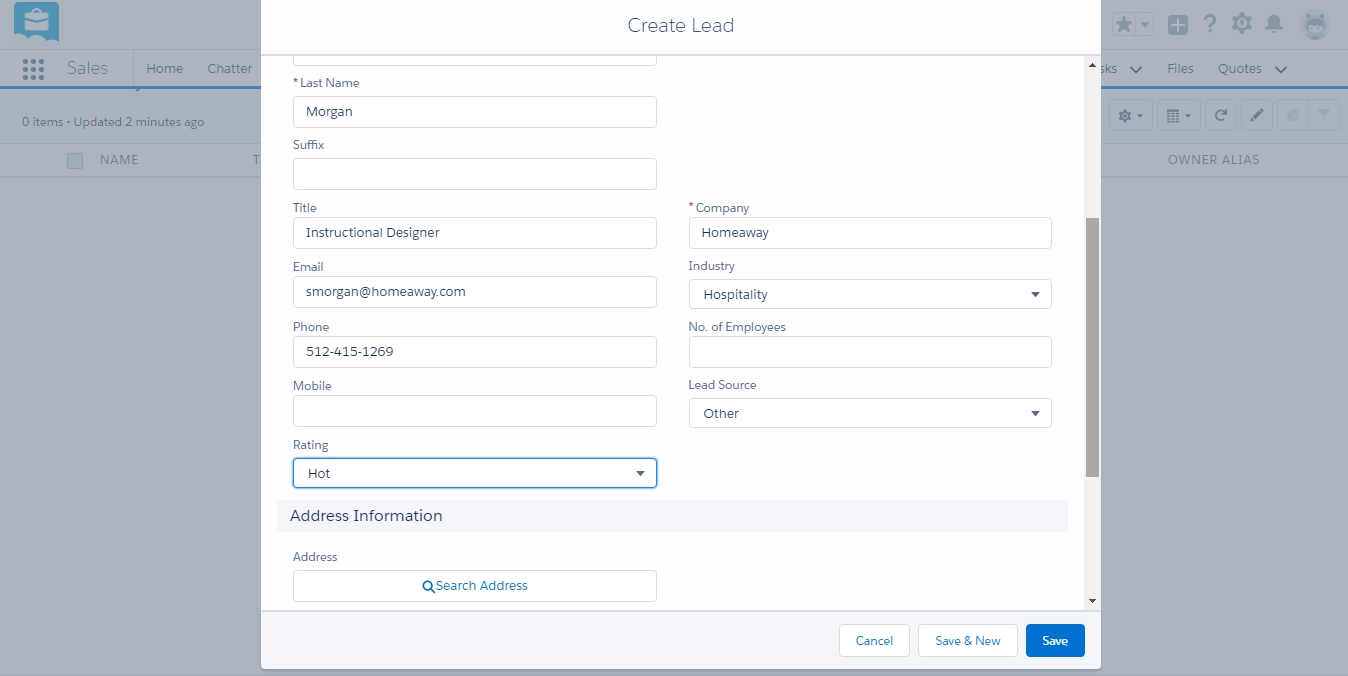 Create Lead
Sales
Home
Chatter
Files
Quotes
0 items • Updated 2 minutes ago
NAME
OWNER ALIAS
* Last Name
Morgan
Suffix
Title
Instructional Designer
* Company
Homeaway
Email
smorgan@homeaway.com
Industry
Hospitality
Phone
512-415-1269
No. of Employees
Mobile
Lead Source
Other
Rating
Hot
Address Information
Address
Search Address
Cancel
Save & New
Save